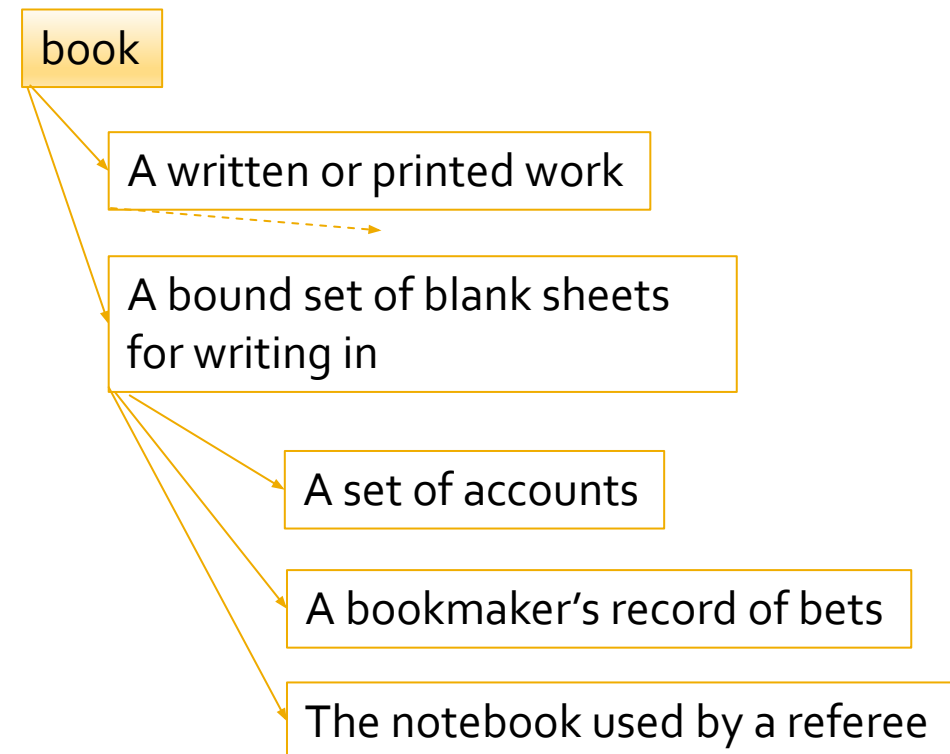 book
A written or printed work
A bound set of blank sheets
for writing in
A set of accounts
A bookmaker’s record of bets
The notebook used by a referee